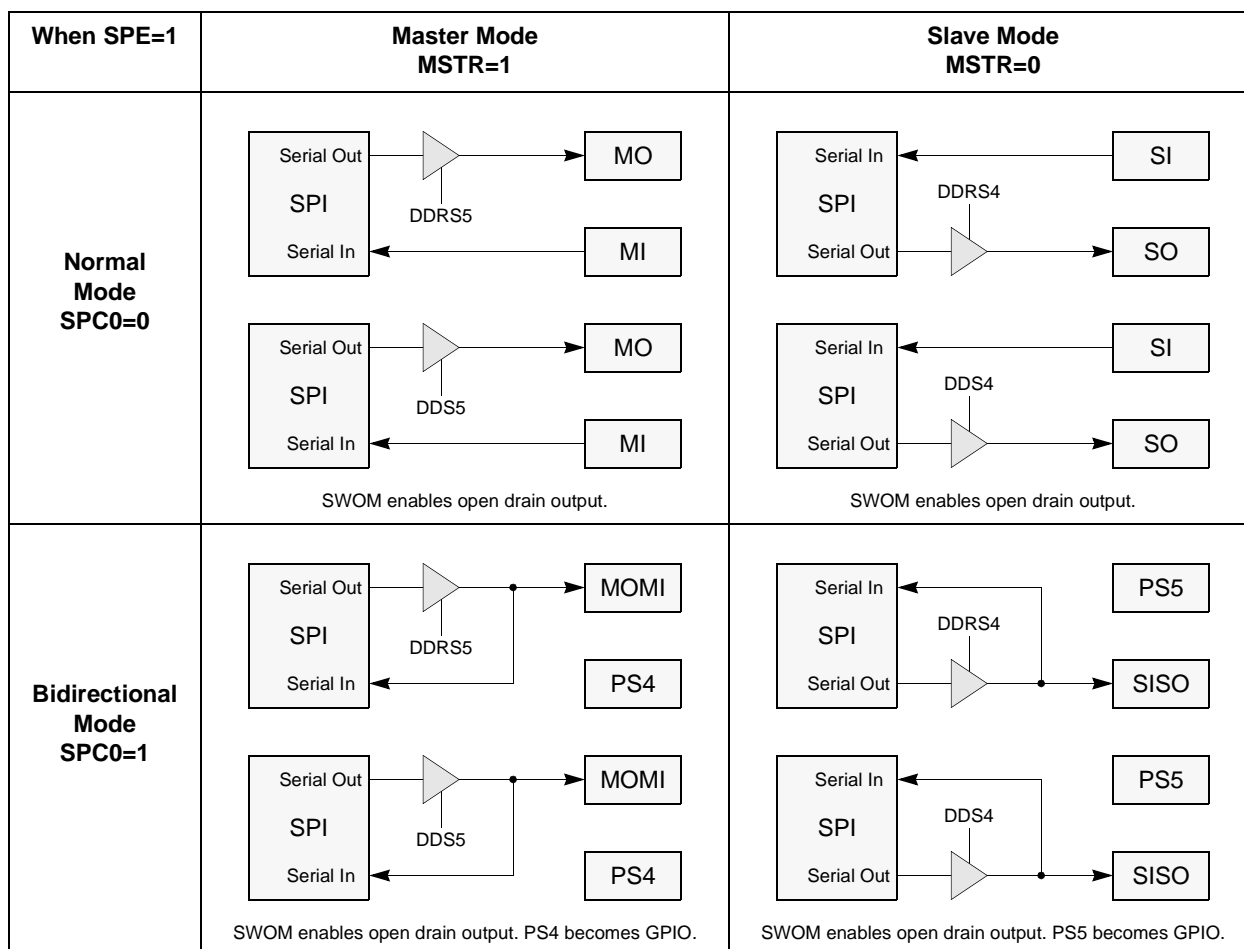 When SPE=1
Master Mode
MSTR=1
Slave Mode
MSTR=0
Normal
Mode
SPC0=0
Serial Out
SPI
Serial In
DDRS5
MO
MI
Serial Out
SPI
Serial In
DDS5
MO
MI
SWOM enables open drain output.
Serial In
SPI
Serial Out
DDRS4
SI
SO
Serial In
SPI
Serial Out
DDS4
SI
SO
SWOM enables open drain output.
Bidirectional
Mode
SPC0=1
Serial Out
SPI
Serial In
DDRS5
MOMI
PS4
Serial Out
SPI
Serial In
DDS5
MOMI
PS4
SWOM enables open drain output. PS4 becomes GPIO.
Serial In
SPI
Serial Out
DDRS4
PS5
SISO
Serial In
SPI
Serial Out
DDS4
PS5
SISO
SWOM enables open drain output. PS5 becomes GPIO.